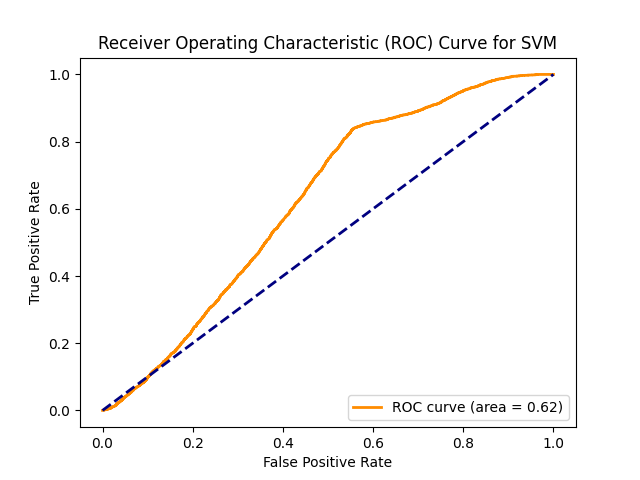 Receiver Operating Characteristic (ROC) Curve for SVM
1.0
0.8
0.6
0.4
0.2
0.0
True Positive Rate
ROC curve (area = 0.62)
0.0 0.2 0.4 0.6 0.8 1.0
False Positive Rate